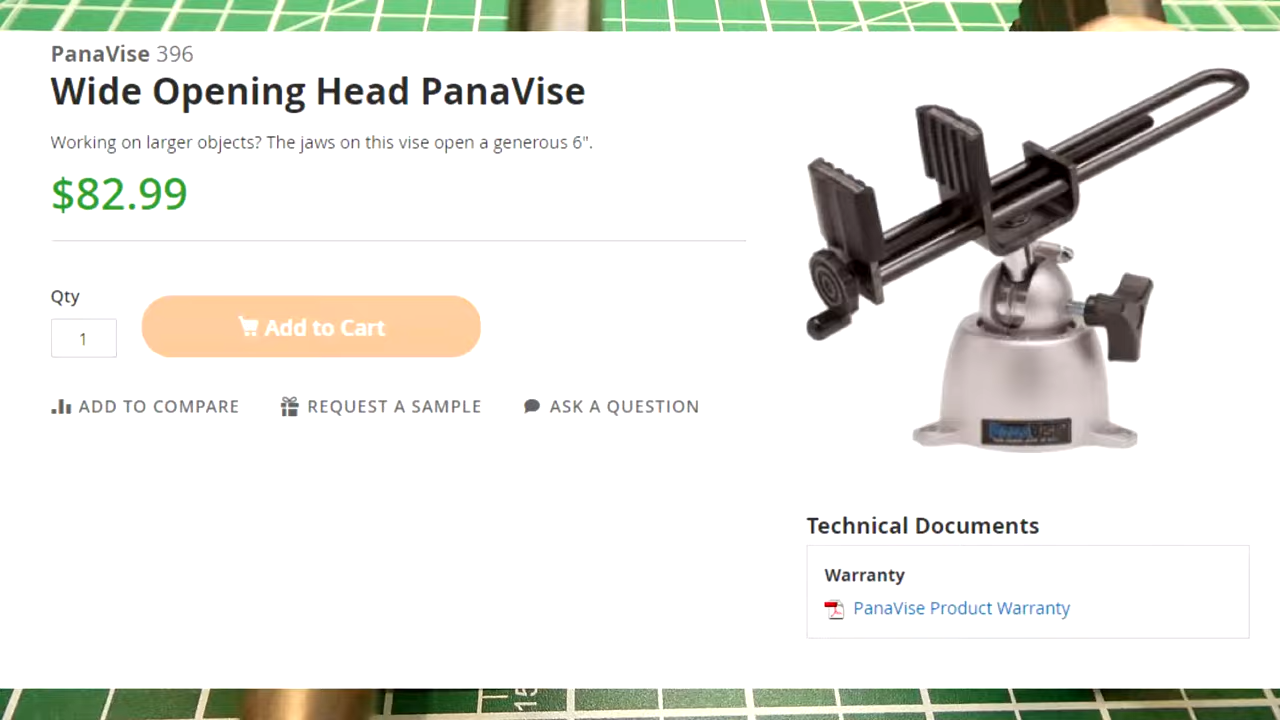 PanaVise 396
Wide Opening Head PanaVise
Working on larger objects? The jaws on this vise open a generous 6".
$82.99
Qty
1
Add to Cart
ADD TO COMPARE
REQUEST A SAMPLE
ASK A QUESTION
Technical Documents
Warranty
PanaVise Product Warranty
15